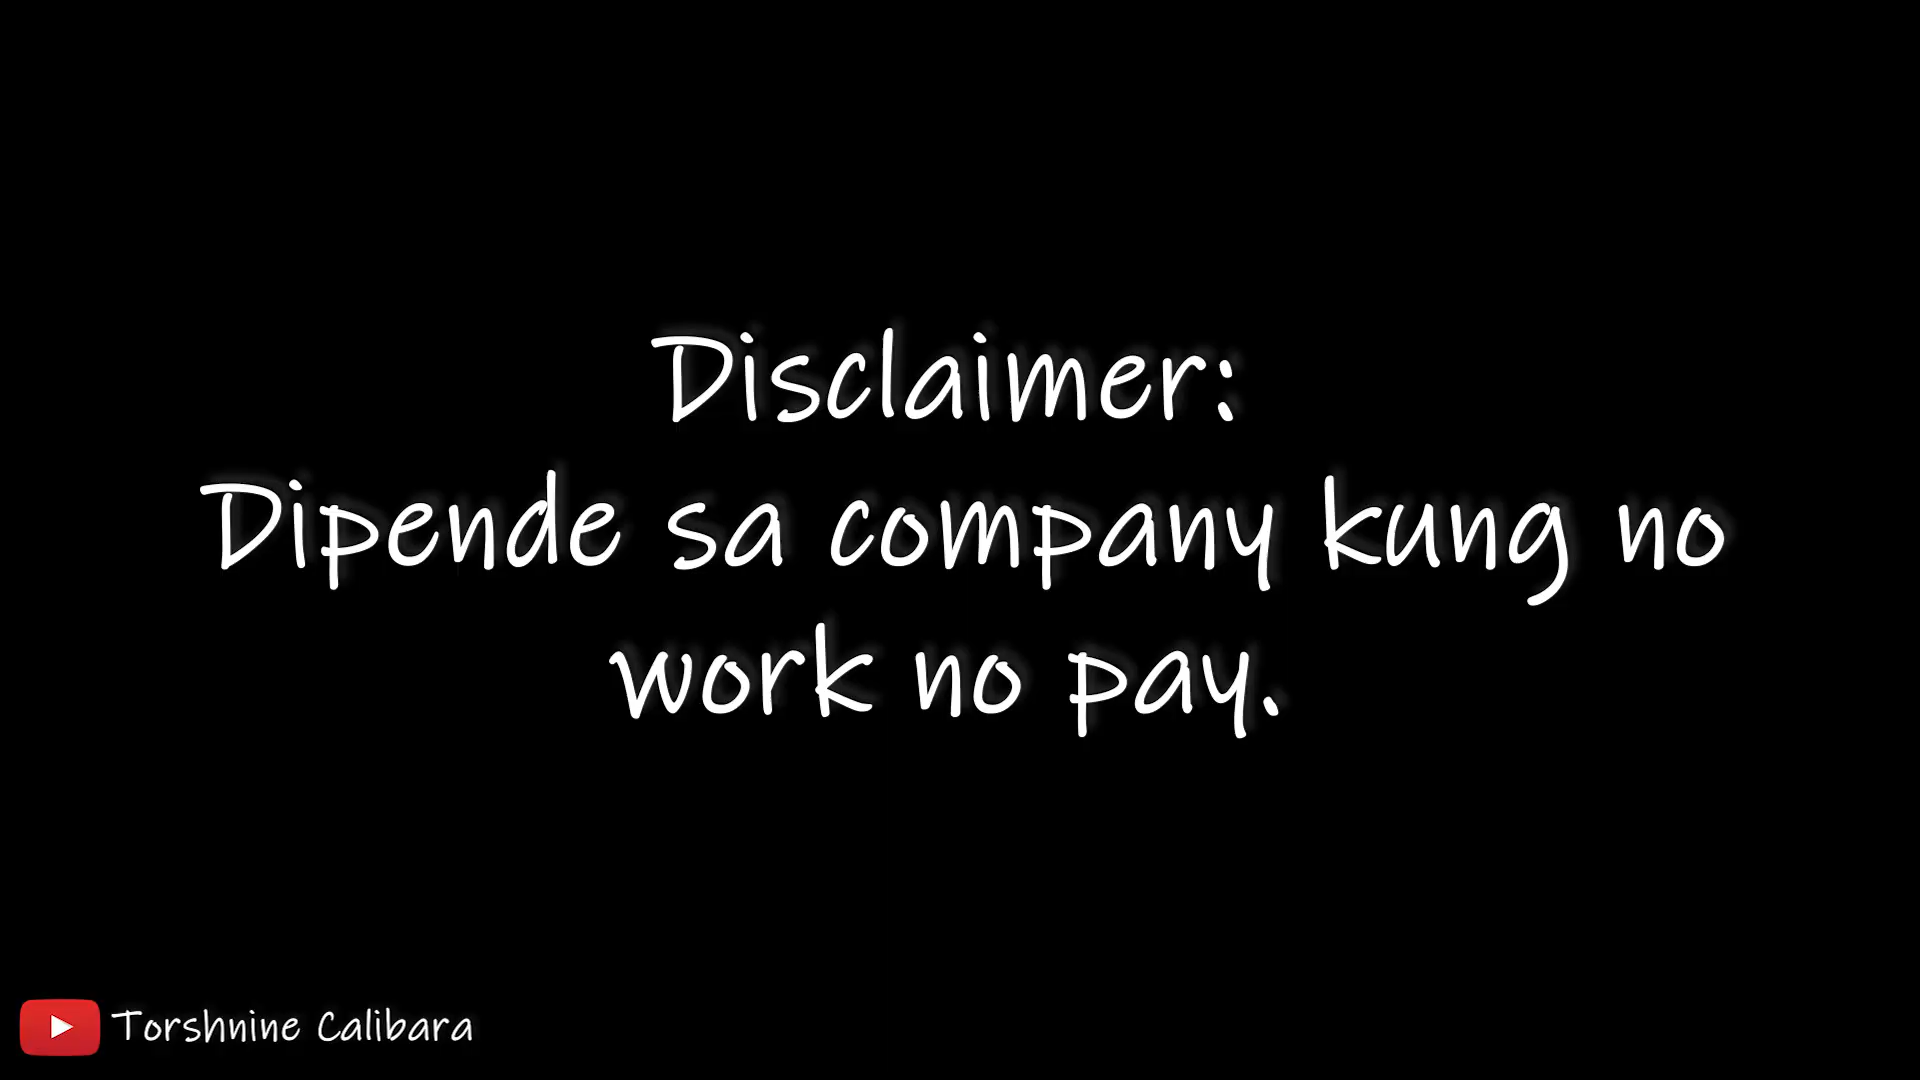 Disclaimer:
Dipende sa company kung no
work no pay.
Torshnine Calibara